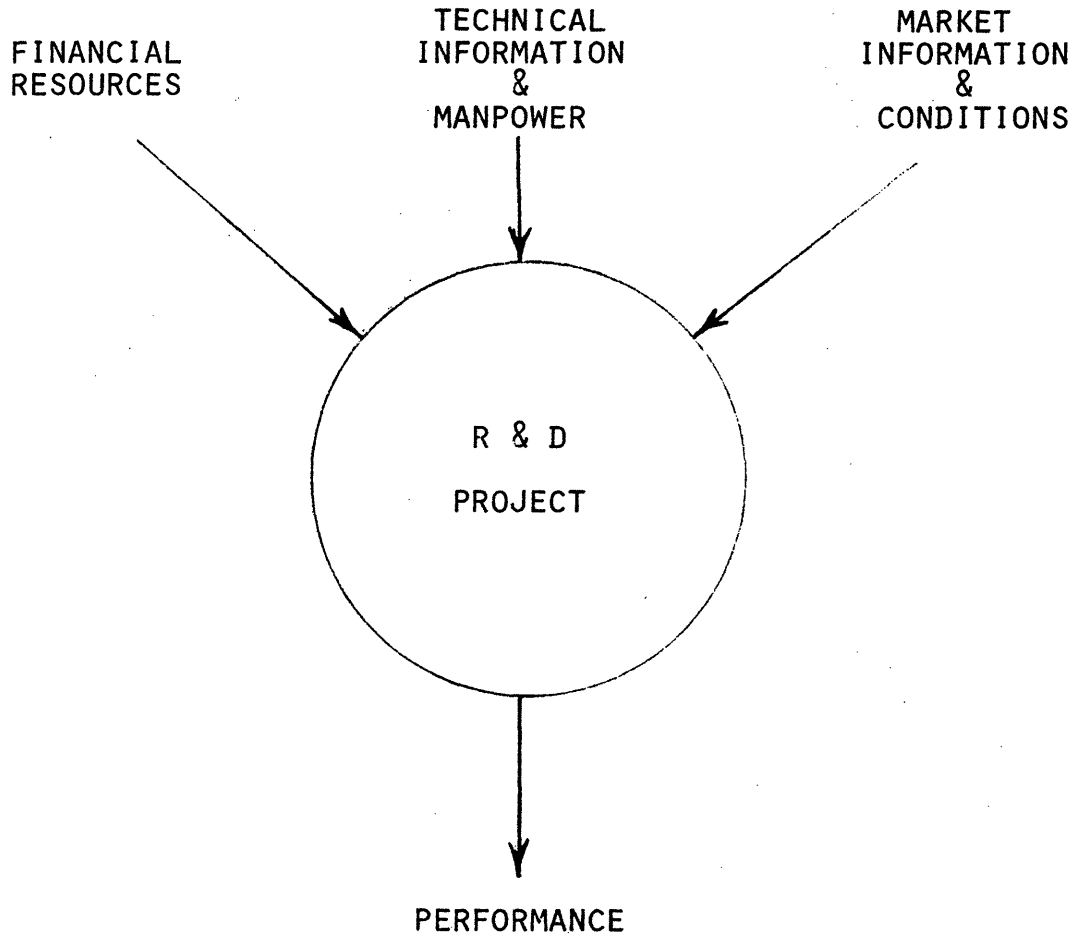 FINANCIAL
RESOURCES
TECHNICAL
INFORMATION
&
MANPOWER
MARKET
INFORMATION
&
CONDITIONS
R & D
PROJECT
PERFORMANCE